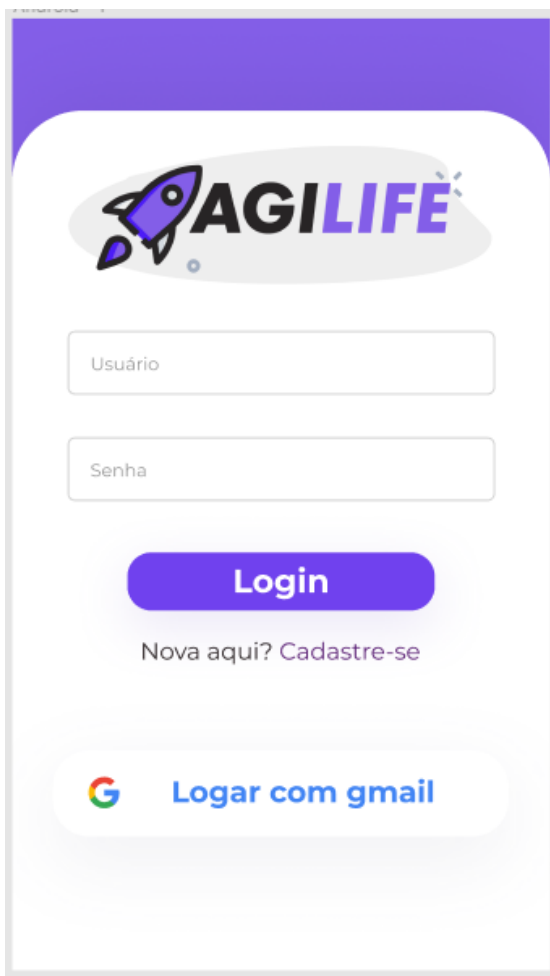 AGILIFE
Usuário
Senha
Login
Nova aqui? Cadastre-se
Logar com gmail